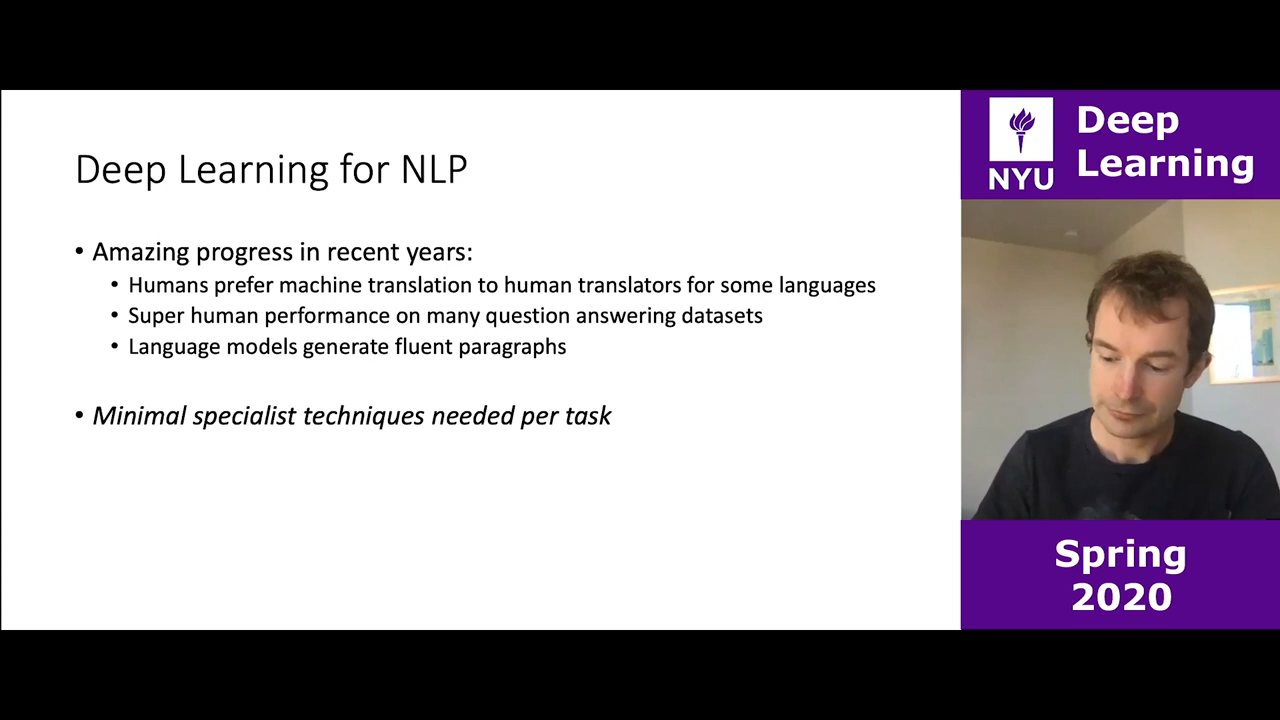 Deep Learning for NLP
• Amazing progress in recent years:
• Humans prefer machine translation to human translators for some languages
• Super human performance on many question answering datasets
• Language models generate fluent paragraphs
• Minimal specialist techniques needed per task
NYU
Deep
Learning
Spring
2020